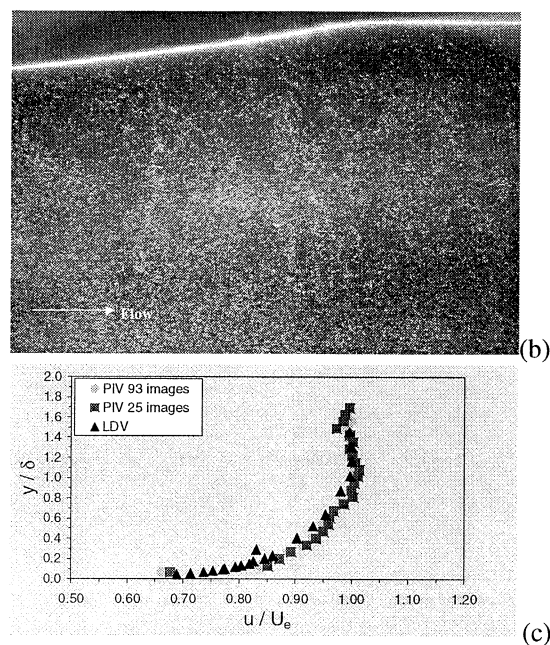 Flow
(b)
2.0
1.8
1.6
1.4
1.2
1.0
0.8
0.6
0.4
0.2
0.0
y / δ
PIV 93 images
PIV 25 images
LDV
0.50 0.60 0.70 0.80 0.90 1.00 1.10 1.20
u / Ue
(c)